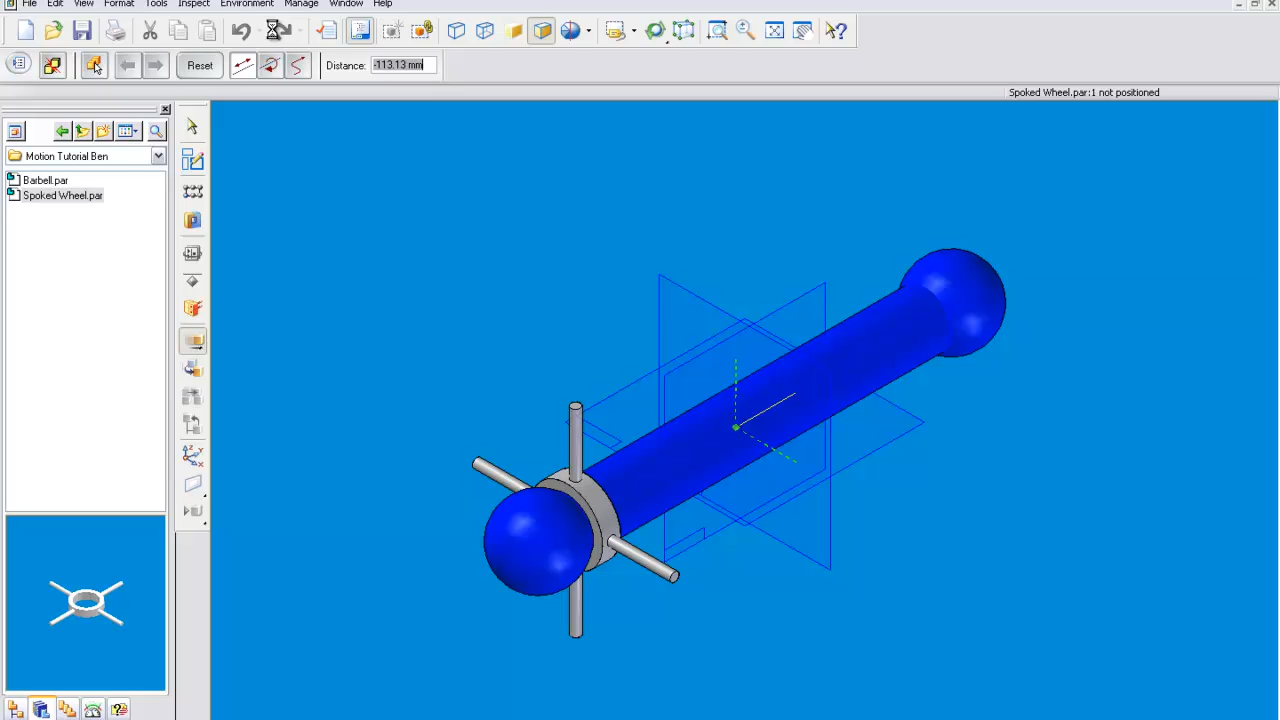 File Edit View Format Tools Inspect Environment Manage Window Help
Reset Distance: -113.13 mm
Spoked Wheel.par:1 not positioned
Motion Tutorial Ben
Barbell.par
Spoked Wheel.par